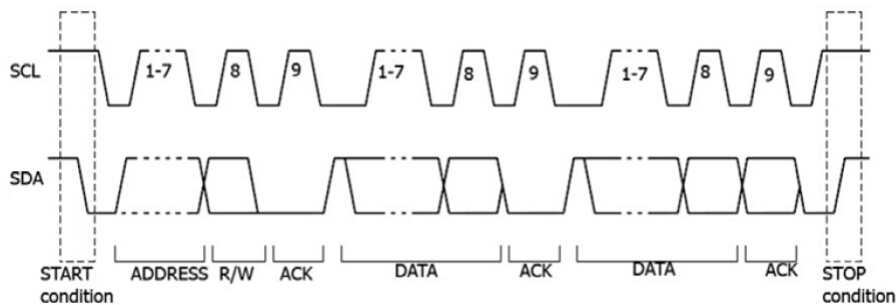 SCL
1-7
8
9
1-7
8
9
1-7
8
9
SDA
START
condition
ADDRESS
R/W
ACK
DATA
ACK
DATA
ACK
STOP
condition